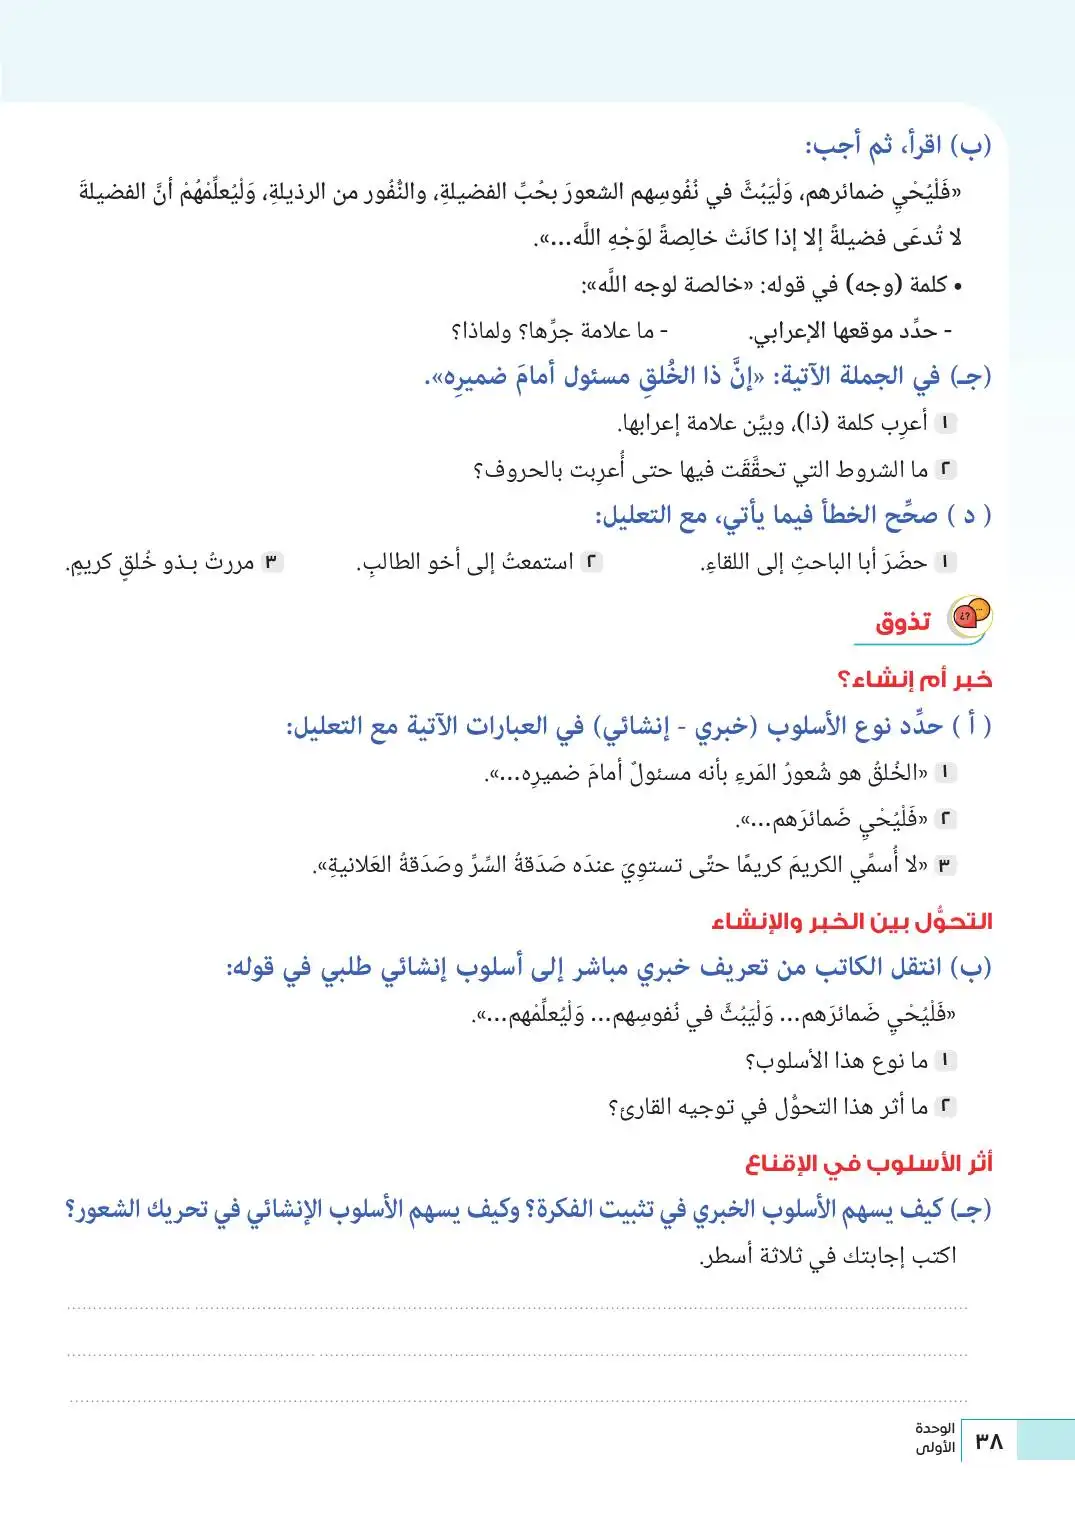 (ب) اقرأ، ثم أجب:
«فَلْيُحْيِ ضمائرهم، وَلْيَبُثَّ في نُفُوسِهم الشعورَ بحُبِّ الفضيلةِ، والنُّفُور من الرذيلةِ، وَلْيُعلِّمْهُمْ أنَّ الفضيلةَ
لا تُدعَى فضيلةً إلا إذا كانَتْ خالِصةً لوَجْهِ اللَّه...».
• كلمة (وجه) في قوله: «خالصة لوجه اللَّه»:
- حدِّد موقعها الإعرابي. - ما علامة جرِّها؟ ولماذا؟
(جـ) في الجملة الآتية: «إنَّ ذا الخُلقِ مسئول أمامَ ضميرِه».
١ أعرِب كلمة (ذا)، وبيِّن علامة إعرابها.
٢ ما الشروط التي تحقَّقَت فيها حتى أُعرِبت بالحروف؟
( د ) صحِّح الخطأ فيما يأتي، مع التعليل:
١ حضَرَ أبا الباحثِ إلى اللقاءِ. ٢ استمعتُ إلى أخو الطالبِ. ٣ مررتُ بـذو خُلقٍ كريمٍ.
تذوق
خبر أم إنشاء؟
( أ ) حدِّد نوع الأسلوب (خبري - إنشائي) في العبارات الآتية مع التعليل:
١ «الخُلقُ هو شُعورُ المَرءِ بأنه مسئولٌ أمامَ ضميرِه...».
٢ «فَلْيُحْيِ ضَمائرَهم...».
٣ «لا أُسمِّي الكريمَ كريمًا حتَّى تستوِيَ عندَه صَدَقةُ السِّرِّ وصَدَقةُ العَلانيةِ».
التحوُّل بين الخبر والإنشاء
(ب) انتقل الكاتب من تعريف خبري مباشر إلى أسلوب إنشائي طلبي في قوله:
«فَلْيُحْيِ ضَمائرَهم... وَلْيَبُثَّ في نُفوسِهم... وَلْيُعلِّمْهم...».
١ ما نوع هذا الأسلوب؟
٢ ما أثر هذا التحوُّل في توجيه القارئ؟
أثر الأسلوب في الإقناع
(جـ) كيف يسهم الأسلوب الخبري في تثبيت الفكرة؟ وكيف يسهم الأسلوب الإنشائي في تحريك الشعور؟
اكتب إجابتك في ثلاثة أسطر.
الوحدة
الأولى
٣٨